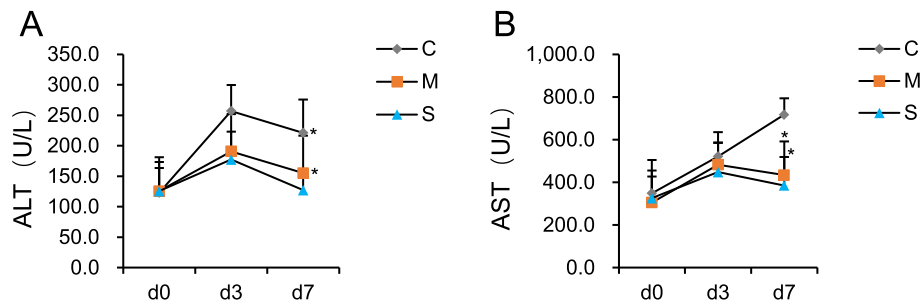 A
350.0
300.0
250.0
200.0
150.0
100.0
50.0
0.0
ALT （U/L）
d0 d3 d7
C
M
S
*
*
B
1,000.0
800.0
600.0
400.0
200.0
0.0
AST （U/L）
d0 d3 d7
C
M
S
*
*